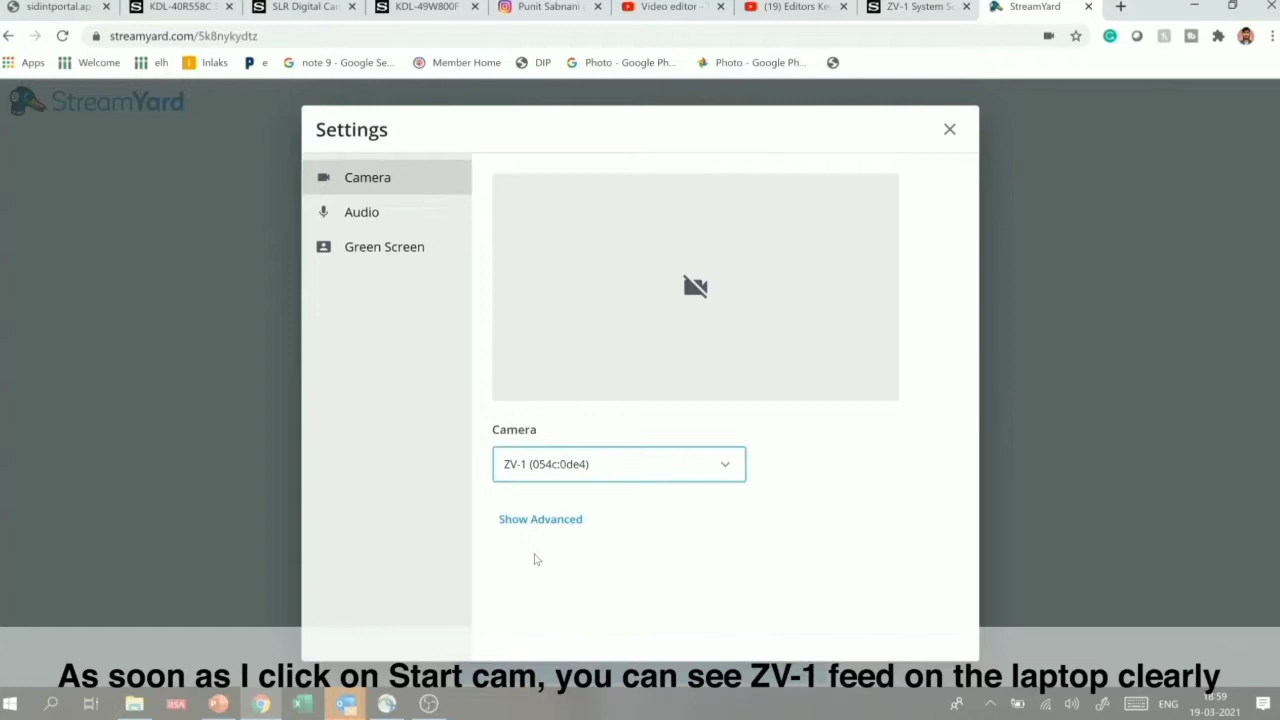 sidintportal.ap
KDL-40R558C
SLR Digital Can
KDL-49W800F
Punit Sabnani
Video editor -
(19) Editors Ke
ZV-1 System S
StreamYard
streamyard.com/5k8nykydtz
Apps
Welcome
elh
Inlaks
e
note 9 - Google Se...
Member Home
DIP
Photo - Google Ph...
Photo - Google Ph...
StreamYard
Settings
Camera
Audio
Green Screen
Camera
ZV-1 (054c:0de4)
Show Advanced
As soon as I click on Start cam, you can see ZV-1 feed on the laptop clearly
ENG
18:59
19-03-2021